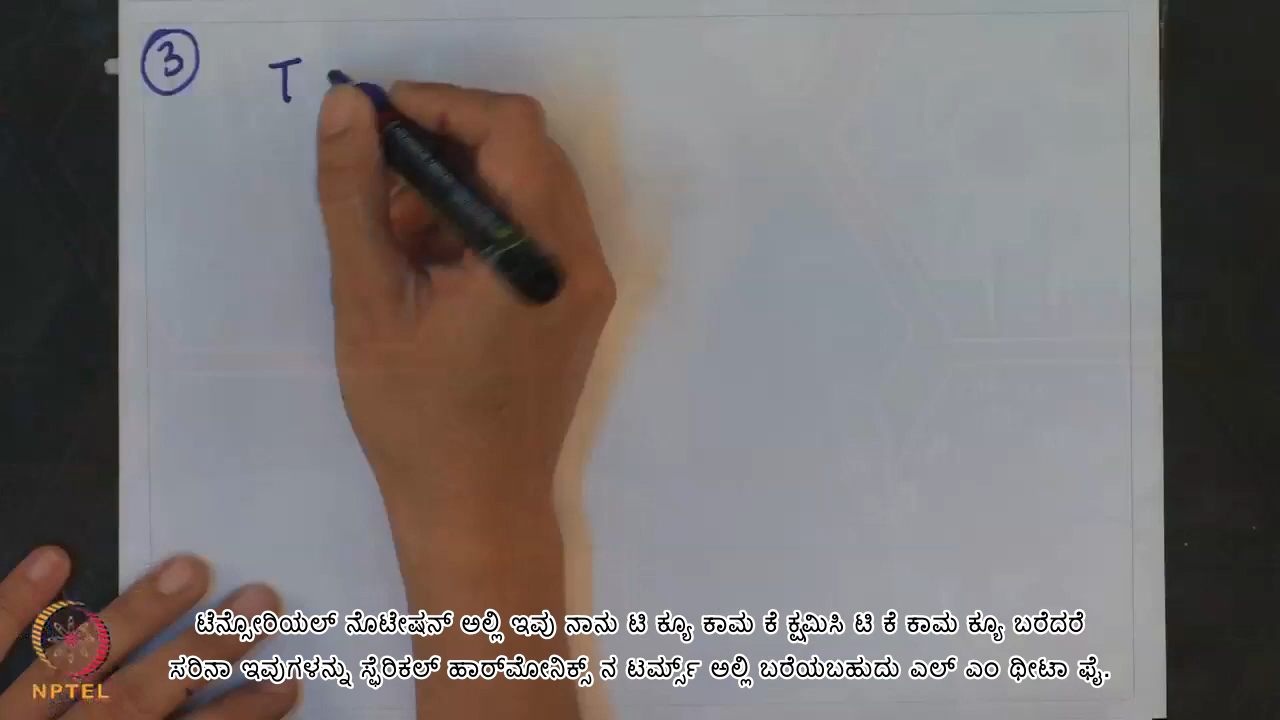 3 T
ಟೆನ್ಸೋರಿಯಲ್ ನೊಟೇಷನ್ ಅಲ್ಲಿ ಇವು ನಾನು ಟಿ ಕ್ಯೂ ಕಾಮ ಕೆ ಕ್ಷಮಿಸಿ ಟಿ ಕೆ ಕಾಮ ಕ್ಯೂ ಬರೆದರೆ
ಸರಿನಾ ಇವುಗಳನ್ನು ಸ್ಫೆರಿಕಲ್ ಹಾರ್‌ಮೋನಿಕ್ಸ್ ನ ಟರ್ಮ್ಸ್ ಅಲ್ಲಿ ಬರೆಯಬಹುದು ಎಲ್ ಎಂ ಥೀಟಾ ಫೈ.
NPTEL